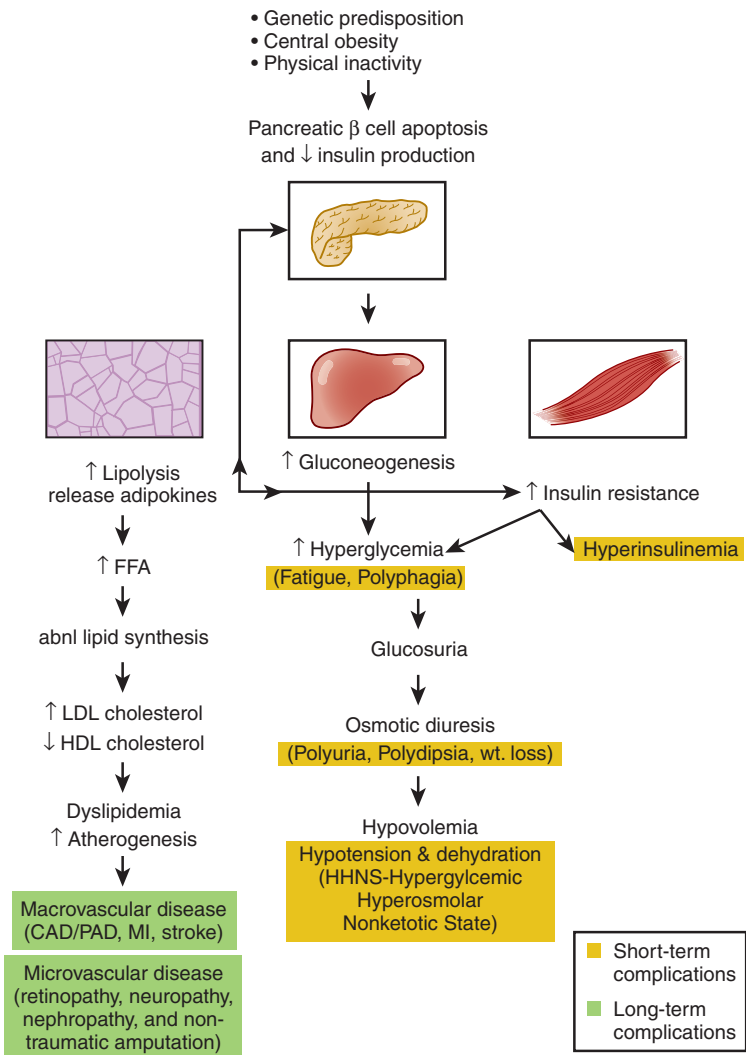 • Genetic predisposition
• Central obesity
• Physical inactivity
Pancreatic β cell apoptosis
and ↓ insulin production
↑ Lipolysis
release adipokines
↑ FFA
abnl lipid synthesis
↑ LDL cholesterol
↓ HDL cholesterol
Dyslipidemia
↑ Atherogenesis
Macrovascular disease
(CAD/PAD, MI, stroke)
Microvascular disease
(retinopathy, neuropathy,
nephropathy, and non-
traumatic amputation)
↑ Gluconeogenesis
↑ Hyperglycemia
(Fatigue, Polyphagia)
Glucosuria
Osmotic diuresis
(Polyuria, Polydipsia, wt. loss)
Hypovolemia
Hypotension & dehydration
(HHNS-Hypergylcemic
Hyperosmolar
Nonketotic State)
↑ Insulin resistance
Hyperinsulinemia
Short-term
complications
Long-term
complications